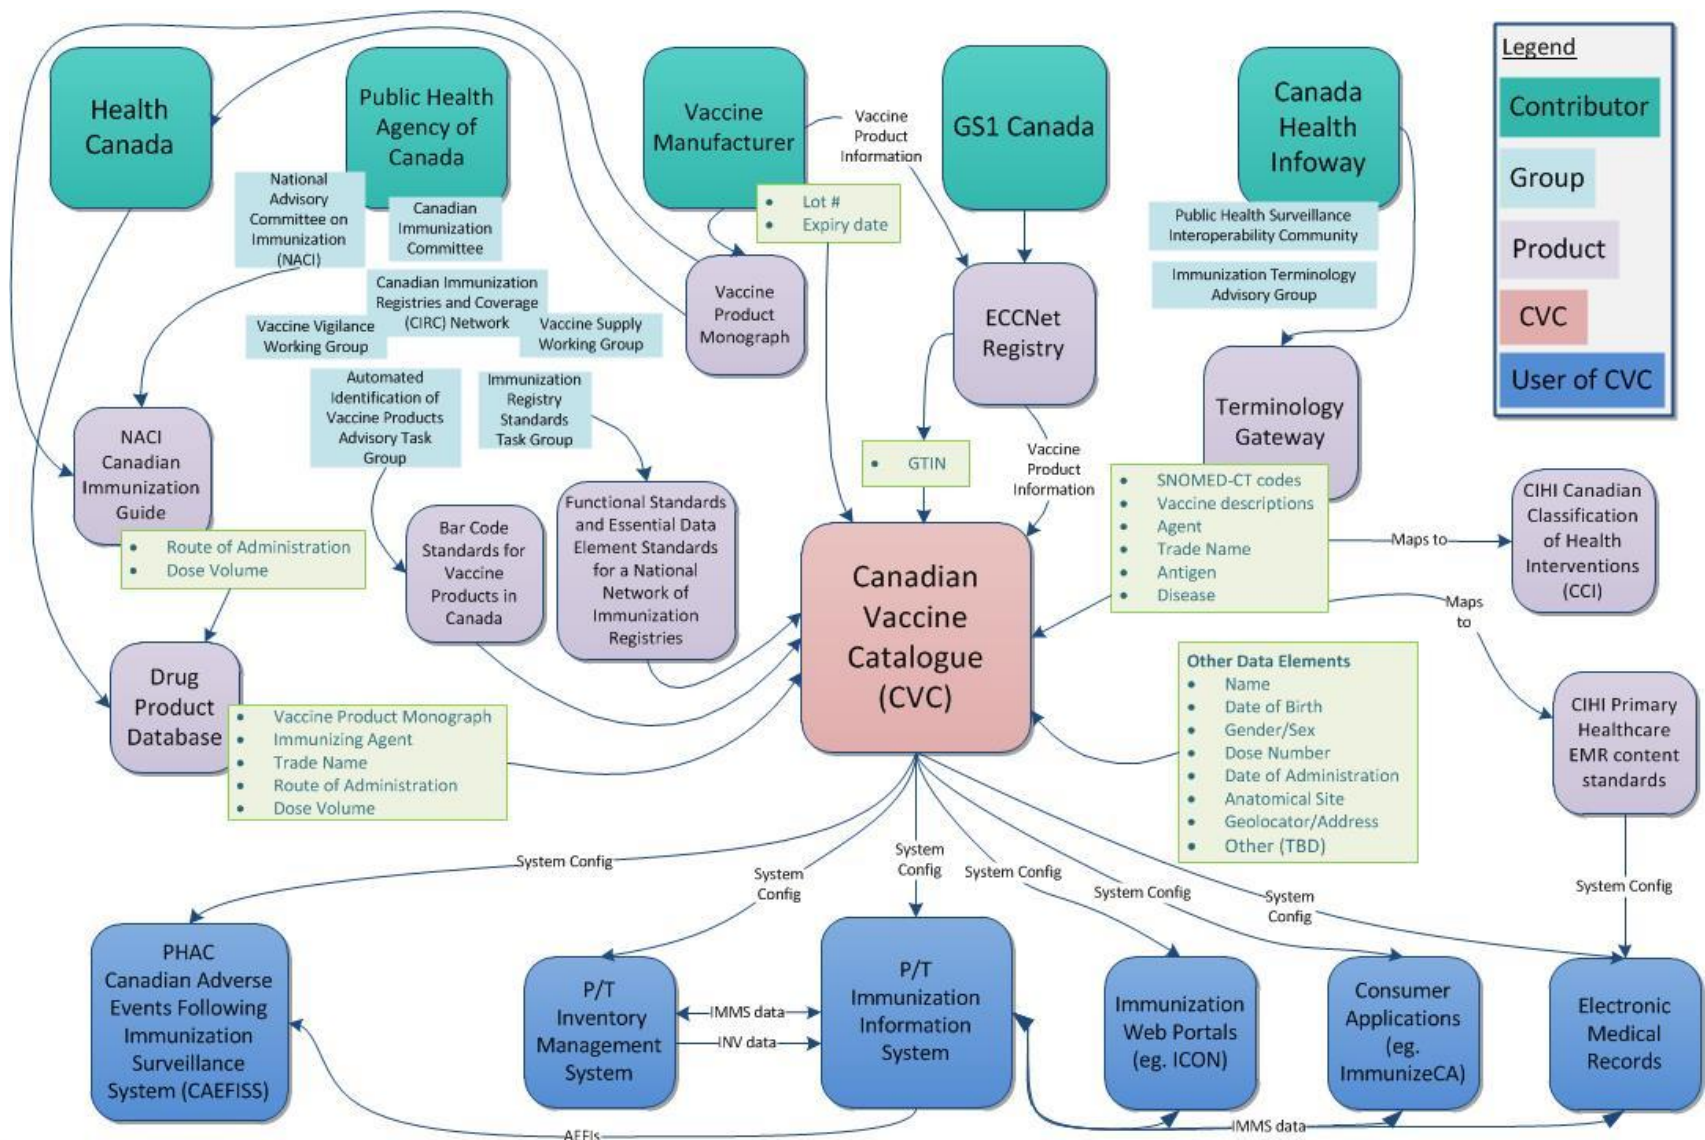 Health
Canada
Public Health
Agency of
Canada
Vaccine
Manufacturer
Vaccine
Product
Information
GS1 Canada
Canada
Health
Infoway
Legend
Contributor
Group
Product
CVC
User of CVC
National
Advisory
Committee on
Immunization
(NACI)
Canadian
Immunization
Committee
Canadian Immunization
Registries and Coverage
(CIRC) Network
Vaccine Vigilance
Working Group
Vaccine Supply
Working Group
Automated
Identification of
Vaccine Products
Advisory Task
Group
Immunization
Registry
Standards
Task Group
• Lot #
• Expiry date
Vaccine
Product
Monograph
ECCNet
Registry
Public Health Surveillance
Interoperability Community
Immunization Terminology
Advisory Group
Terminology
Gateway
NACI
Canadian
Immunization
Guide
• Route of Administration
• Dose Volume
Bar Code
Standards for
Vaccine
Products in
Canada
Functional Standards
and Essential Data
Element Standards
for a National
Network of
Immunization
Registries
• GTIN
Vaccine
Product
Information
• SNOMED-CT codes
• Vaccine descriptions
• Agent
• Trade Name
• Antigen
• Disease
Maps to
CIHI Canadian
Classification
of Health
Interventions
(CCI)
Maps
to
Drug
Product
Database
• Vaccine Product Monograph
• Immunizing Agent
• Trade Name
• Route of Administration
• Dose Volume
Canadian
Vaccine
Catalogue
(CVC)
Other Data Elements
• Name
• Date of Birth
• Gender/Sex
• Dose Number
• Date of Administration
• Anatomical Site
• Geolocator/Address
• Other (TBD)
CIHI Primary
Healthcare
EMR content
standards
System Config
System
Config
System
Config
System Config
System Config
System
Config
System Config
PHAC
Canadian Adverse
Events Following
Immunization
Surveillance
System (CAEFISS)
P/T
Inventory
Management
System
IMMS data
INV data
P/T
Immunization
Information
System
Immunization
Web Portals
(eg. ICON)
Consumer
Applications
(eg.
ImmunizeCA)
Electronic
Medical
Records
AEFIs
IMMS data